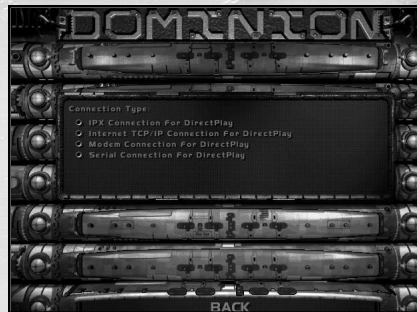 DOMINION
Connection Type:
IPX Connection For DirectPlay
Internet TCP/IP Connection For DirectPlay
Modem Connection For DirectPlay
Serial Connection For DirectPlay
BACK